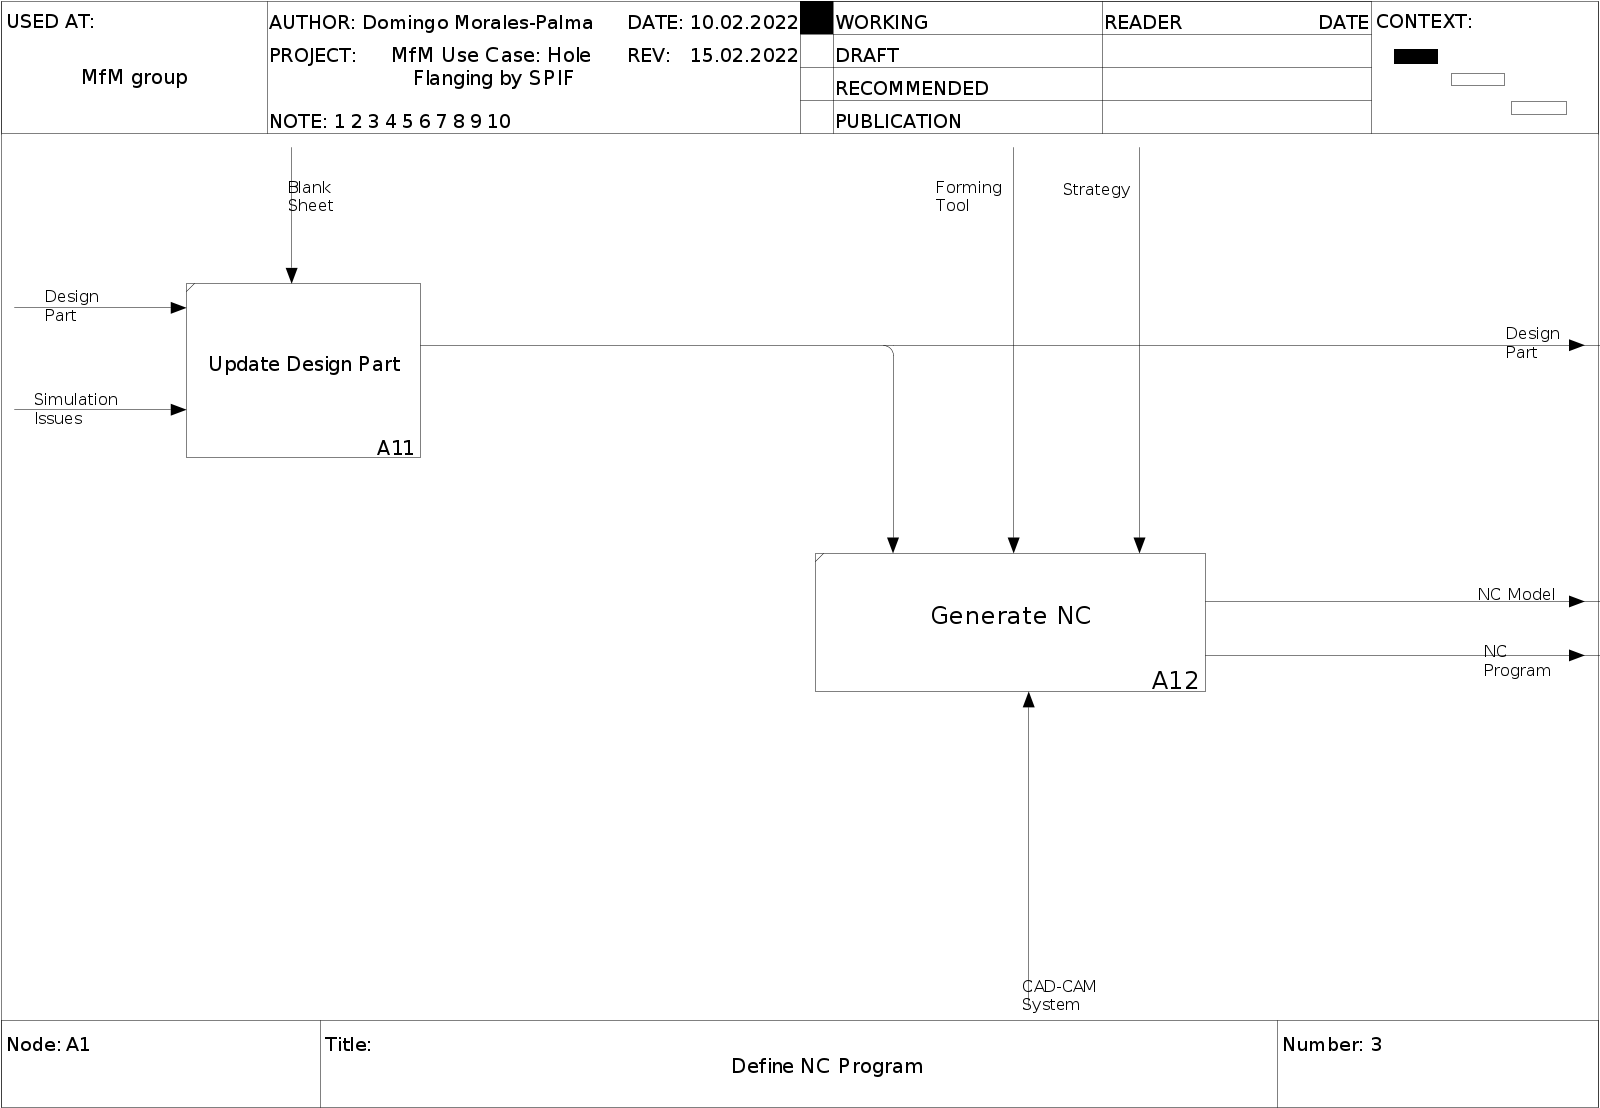 USED AT:
MfM group
AUTHOR: Domingo Morales-Palma
DATE: 10.02.2022
PROJECT: MfM Use Case: Hole
Flanging by SPIF
REV: 15.02.2022
NOTE: 1 2 3 4 5 6 7 8 9 10
WORKING
DRAFT
RECOMMENDED
PUBLICATION
READER DATE
CONTEXT:
Blank
Sheet
Forming
Tool
Strategy
Design
Part
Simulation
Issues
Update Design Part
A11
Design
Part
Generate NC
A12
NC Model
NC
Program
CAD-CAM
System
Node: A1
Title:
Define NC Program
Number: 3